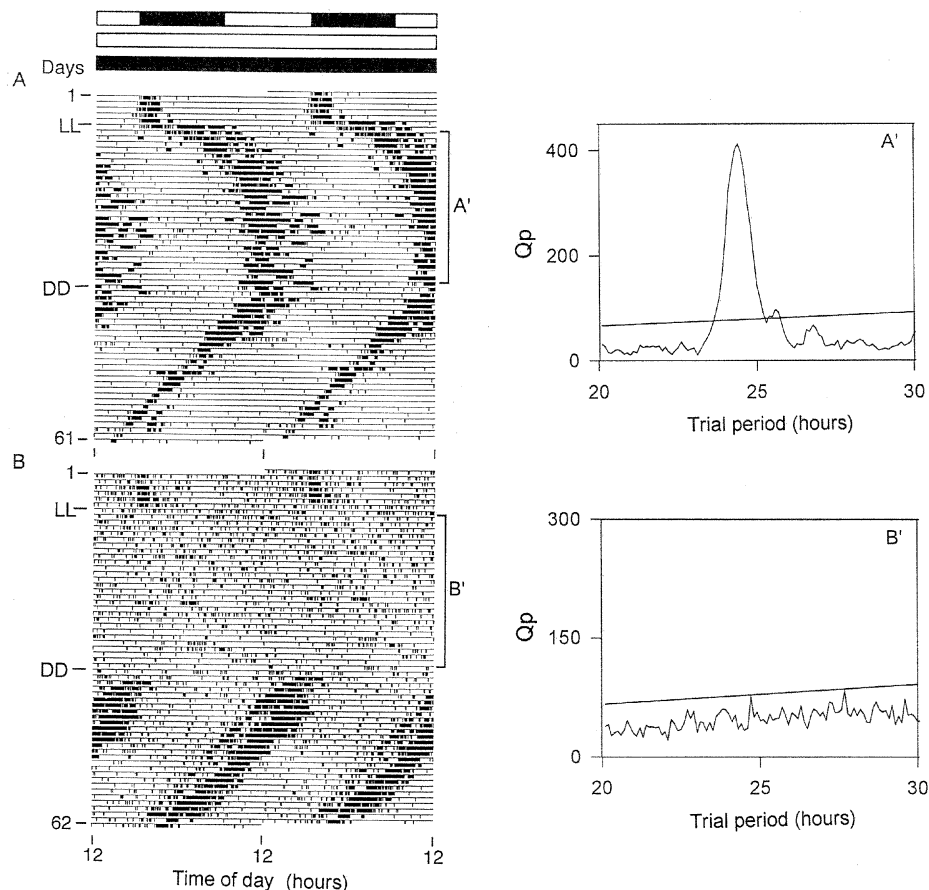 Days
A
1
LL
A'
DD
61
B
1
LL
B'
DD
62
12 12 12
Time of day (hours)
A'
400
200
0
Qp
20 25 30
Trial period (hours)
B'
300
150
0
Qp
20 25 30
Trial period (hours)